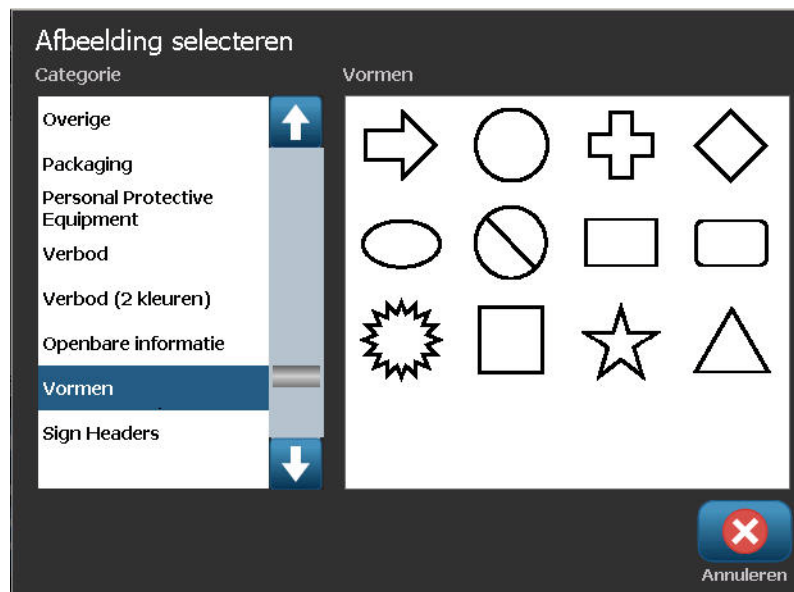 Afbeelding selecteren
Categorie
Vormen
Overige
Packaging
Personal Protective
Equipment
Verbod
Verbod (2 kleuren)
Openbare informatie
Vormen
Sign Headers
Annuleren